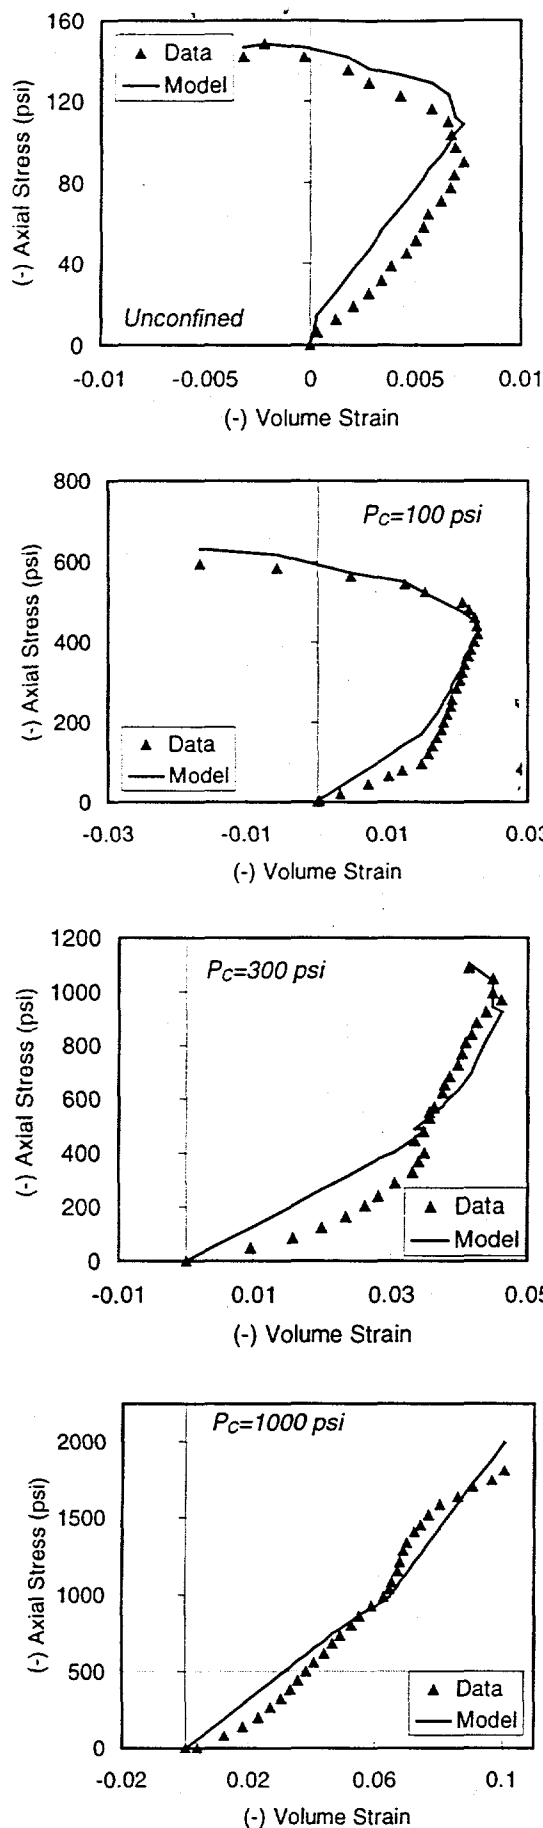 160
120
80
40
0
(-) Axial Stress (psi)
Data
Model
Unconfined
-0.01 -0.005 0 0.005 0.01
(-) Volume Strain
800
600
400
200
0
(-) Axial Stress (psi)
PC=100 psi
Data
Model
-0.03 -0.01 0.01 0.03
(-) Volume Strain
1200
1000
800
600
400
200
0
(-) Axial Stress (psi)
PC=300 psi
Data
Model
-0.01 0.01 0.03 0.05
(-) Volume Strain
PC=1000 psi
2000
1500
1000
500
0
(-) Axial Stress (psi)
Data
Model
-0.02 0.02 0.06 0.1
(-) Volume Strain